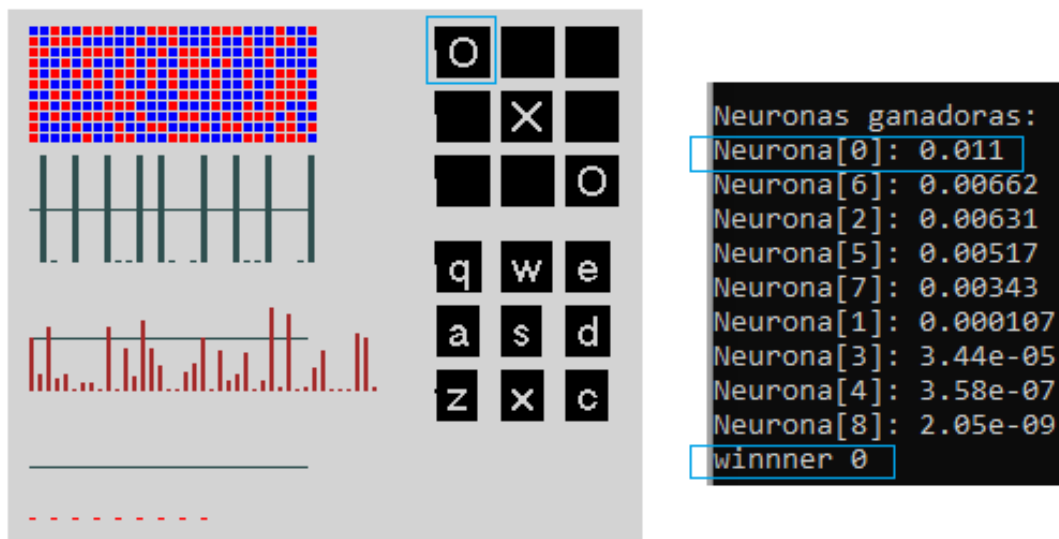 O
X
O
q w e
a s d
z x c
Neuronas ganadoras:
Neurona[0]: 0.011
Neurona[6]: 0.00662
Neurona[2]: 0.00631
Neurona[5]: 0.00517
Neurona[7]: 0.00343
Neurona[1]: 0.000107
Neurona[3]: 3.44e-05
Neurona[4]: 3.58e-07
Neurona[8]: 2.05e-09
winnner 0